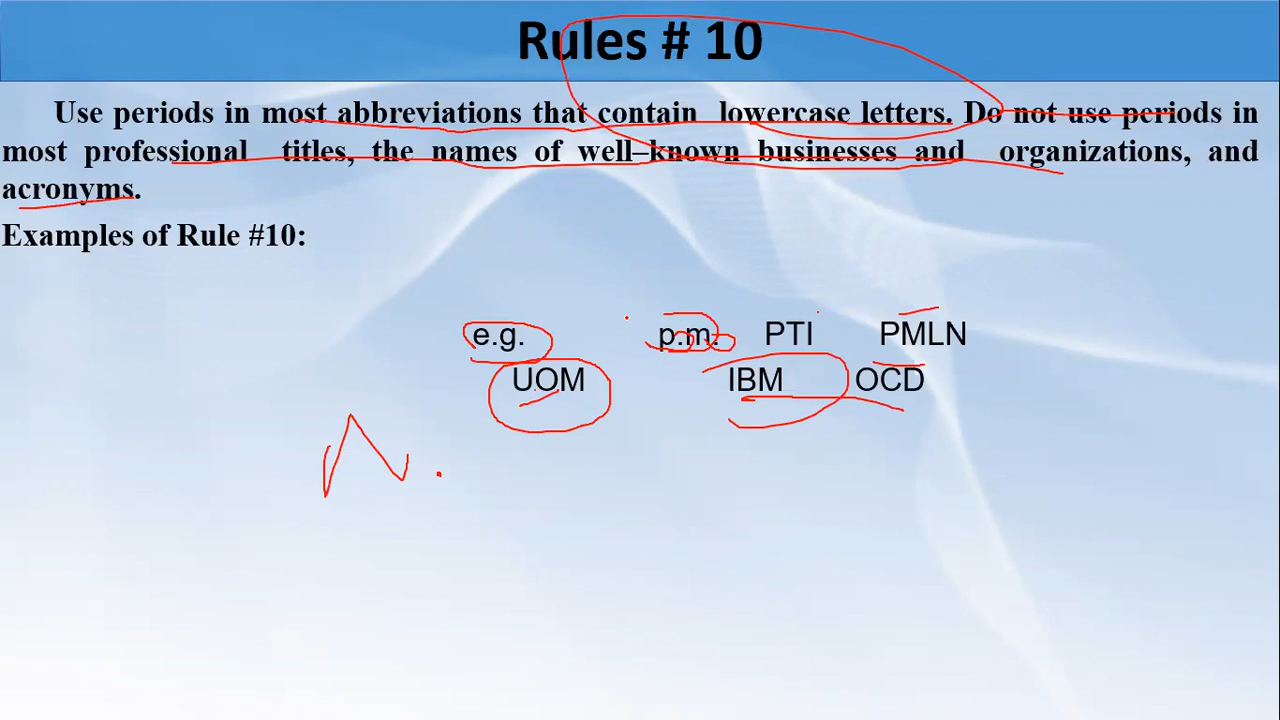 Rules # 10
Use periods in most abbreviations that contain lowercase letters. Do not use periods in
most professional titles, the names of well–known businesses and organizations, and
acronyms.
Examples of Rule #10:
e.g. p.m. PTI PMLN
UOM IBM OCD
N.